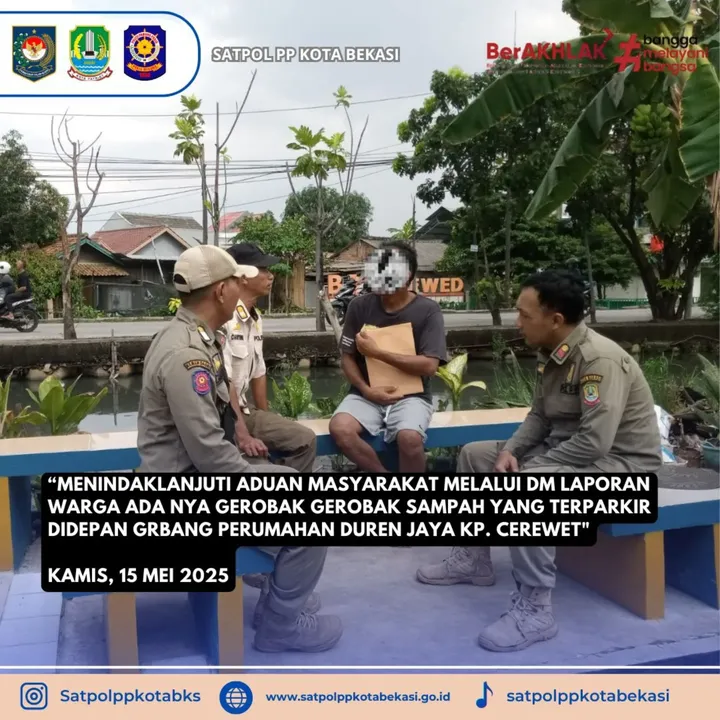 SATPOL PP KOTA BEKASI
BerAKHLAK
#bangga
melayani
bangsa
WED
“MENINDAKLANJUTI ADUAN MASYARAKAT MELALUI DM LAPORAN
WARGA ADA NYA GEROBAK GEROBAK SAMPAH YANG TERPARKIR
DIDEPAN GRBANG PERUMAHAN DUREN JAYA KP. CEREWET"
KAMIS, 15 MEI 2025
Satpolppkotabks
www.satpolppkotabekasi.go.id
satpolppkotabekasi